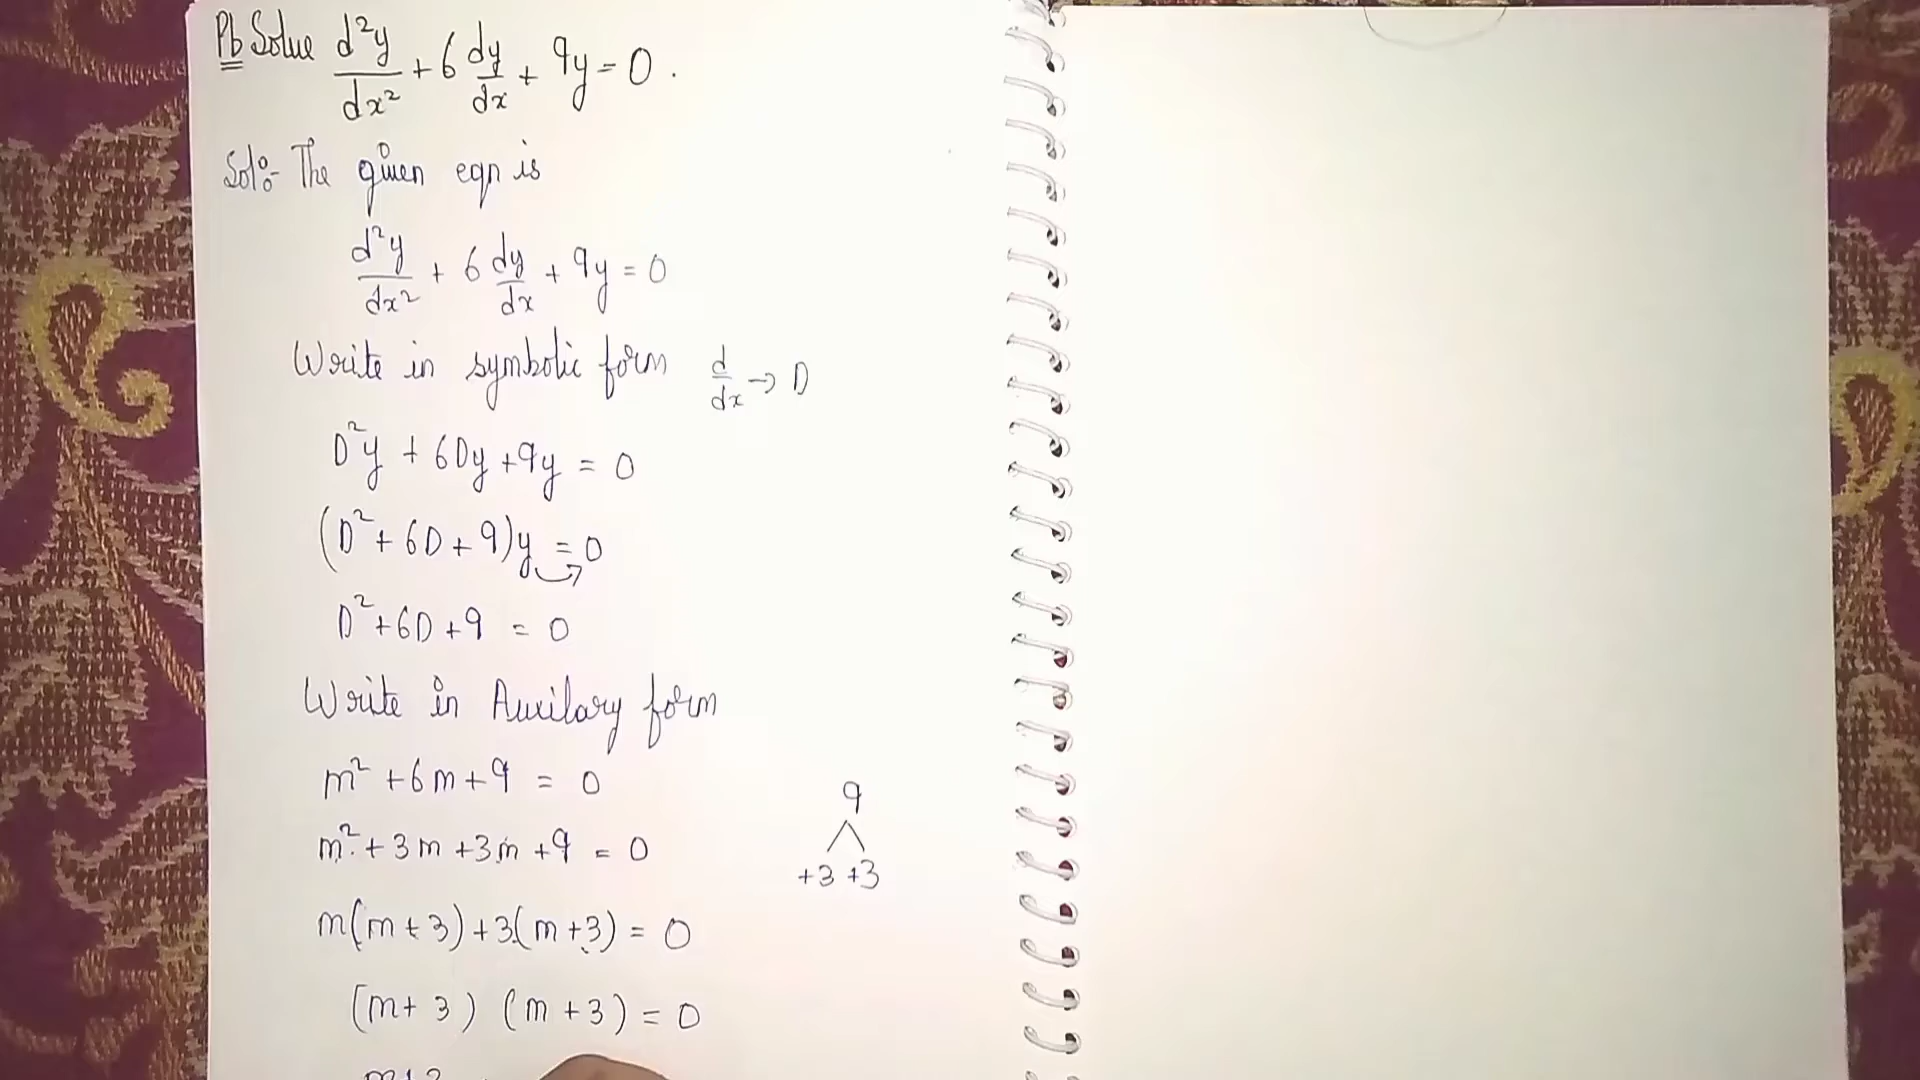 Pb Solve d²y/dx² + 6 dy/dx + 9y = 0 .
Sol:- The given eqn is
d²y/dx² + 6 dy/dx + 9y = 0
Write in symbolic form d/dx → D
D²y + 6Dy + 9y = 0
(D² + 6D + 9)y = 0
D² + 6D + 9 = 0
Write in Auxilary form
m² + 6m + 9 = 0
9
m² + 3m + 3m + 9 = 0
+3 +3
m(m + 3) + 3(m + 3) = 0
(m + 3) (m + 3) = 0